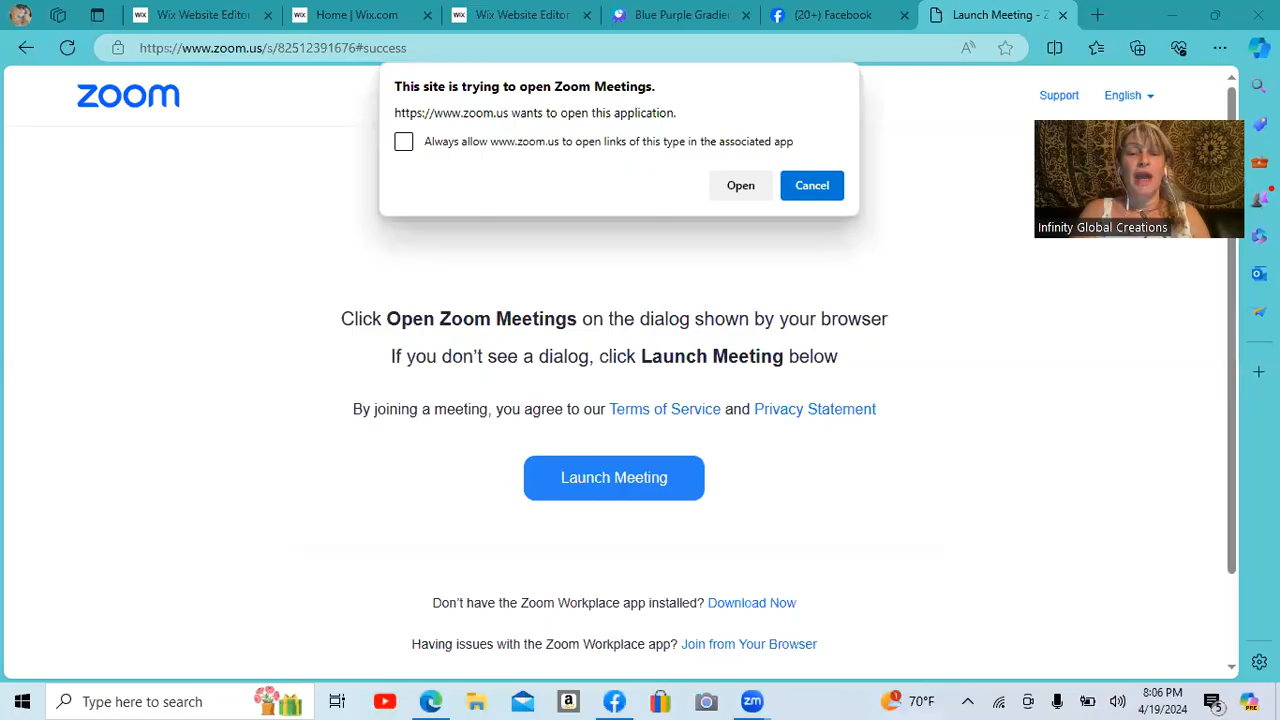 WIX
Wix Website Editor
WIX
Home | Wix.com
WIX
Wix Website Editor
Blue Purple Gradie
(20+) Facebook
Launch Meeting - Z
https://www.zoom.us/s/82512391676#success
zoom
Support
English
This site is trying to open Zoom Meetings.
https://www.zoom.us wants to open this application.
Always allow www.zoom.us to open links of this type in the associated app
Open
Cancel
Infinity Global Creations
Click Open Zoom Meetings on the dialog shown by your browser
If you don't see a dialog, click Launch Meeting below
By joining a meeting, you agree to our Terms of Service and Privacy Statement
Launch Meeting
Don't have the Zoom Workplace app installed? Download Now
Having issues with the Zoom Workplace app? Join from Your Browser
Type here to search
zm
1
70°F
8:06 PM
4/19/2024
5